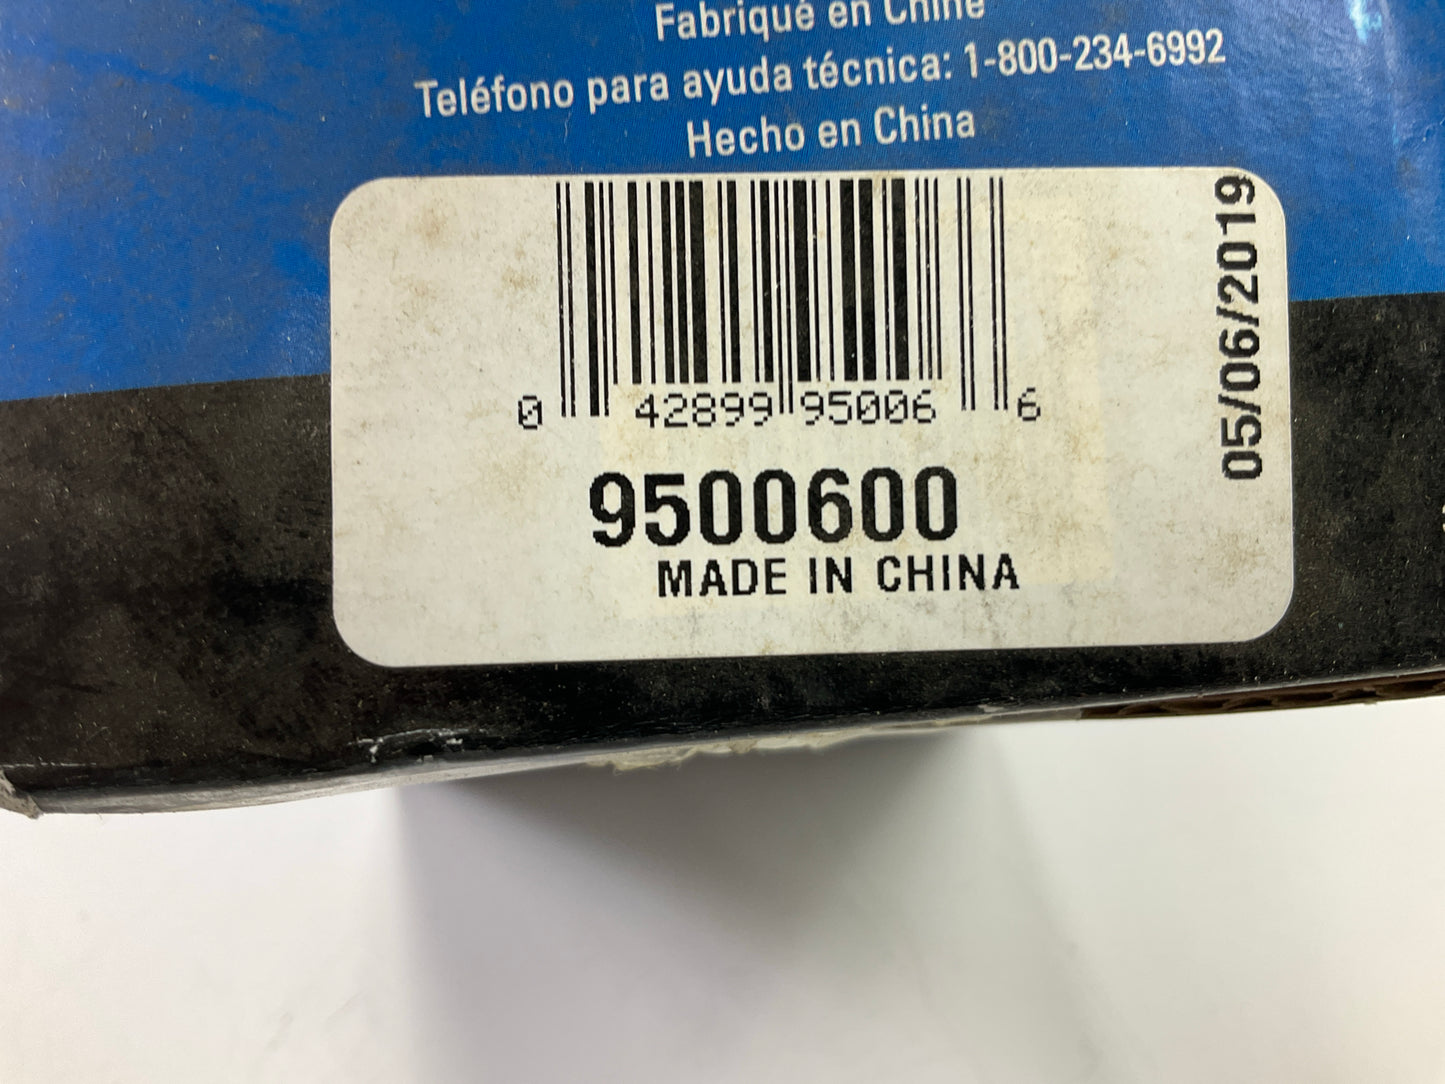 Fabriqué en Chine
Teléfono para ayuda técnica: 1-800-234-6992
Hecho en China
05/06/2019
0 42899 95006 6
9500600
MADE IN CHINA